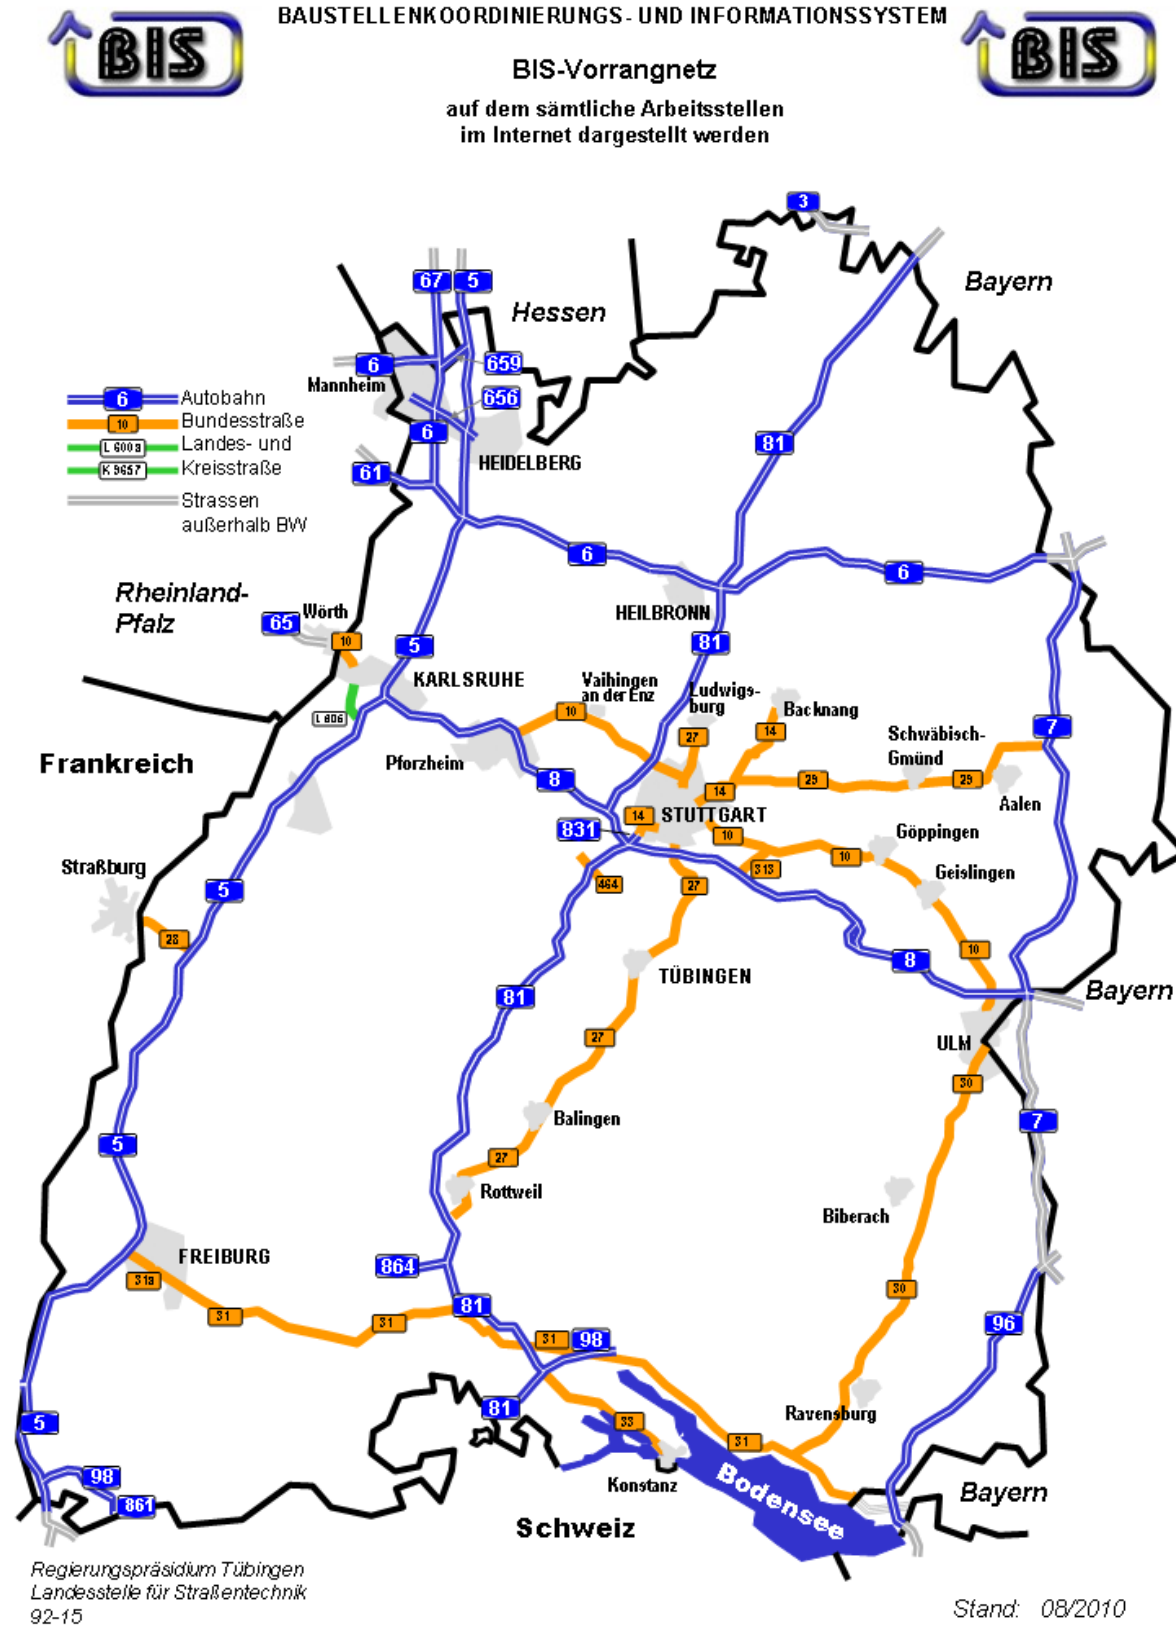 BIS
BAUSTELLENKOORDINIERUNGS- UND INFORMATIONSSYSTEM
BIS
BIS-Vorrangnetz
auf dem sämtliche Arbeitsstellen
im Internet dargestellt werden
3
Bayern
67
5
Hessen
6
659
Mannheim
656
6
Autobahn
10
Bundesstraße
L 600a
Landes- und
K 9657
Kreisstraße
Strassen
außerhalb BW
6
81
HEIDELBERG
61
6
6
Rheinland-
Pfalz
Wörth
65
10
HEILBRONN
5
81
KARLSRUHE
Vaihingen
an der Enz
Ludwigs-
burg
Backnang
L 605
10
27
14
7
Schwäbisch-
Gmünd
Frankreich
Pforzheim
8
14
29
29
Aalen
14
STUTTGART
831
10
Göppingen
10
313
Geislingen
Straßburg
5
464
27
28
10
8
TÜBINGEN
81
Bayern
27
ULM
30
7
Balingen
5
27
Rottweil
Biberach
FREIBURG
864
31a
31
31
81
30
31
98
96
5
81
33
Ravensburg
31
98
861
Konstanz
Bodensee
Bayern
Schweiz
Regierungspräsidium Tübingen
Landesstelle für Straßentechnik
92-15
Stand: 08/2010